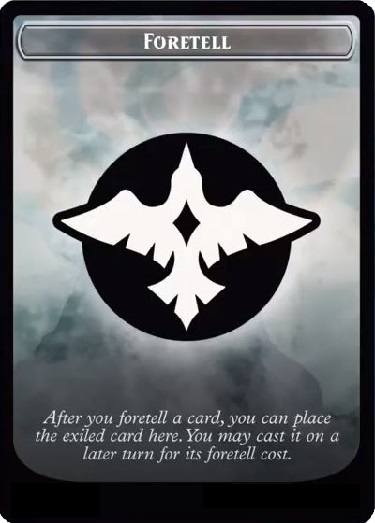 FORETELL
After you foretell a card, you can place
the exiled card here. You may cast it on a
later turn for its foretell cost.